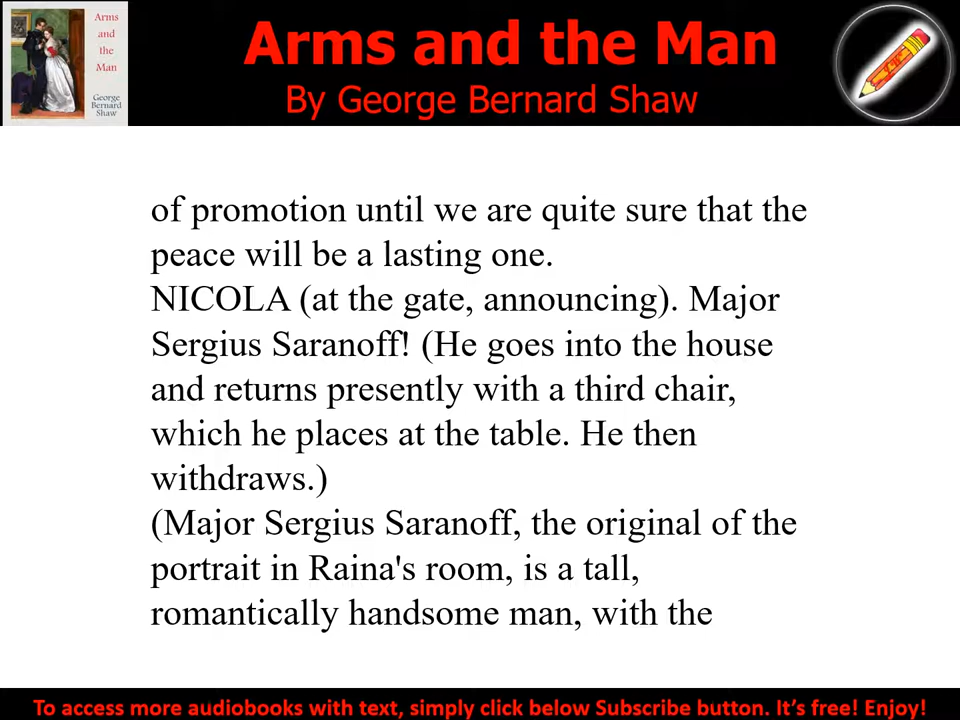 Arms
and
the
Man
George
Bernard
Shaw
Arms and the Man
By George Bernard Shaw
of promotion until we are quite sure that the
peace will be a lasting one.
NICOLA (at the gate, announcing). Major
Sergius Saranoff! (He goes into the house
and returns presently with a third chair,
which he places at the table. He then
withdraws.)
(Major Sergius Saranoff, the original of the
portrait in Raina's room, is a tall,
romantically handsome man, with the
To access more audiobooks with text, simply click below Subscribe button. It's free! Enjoy!